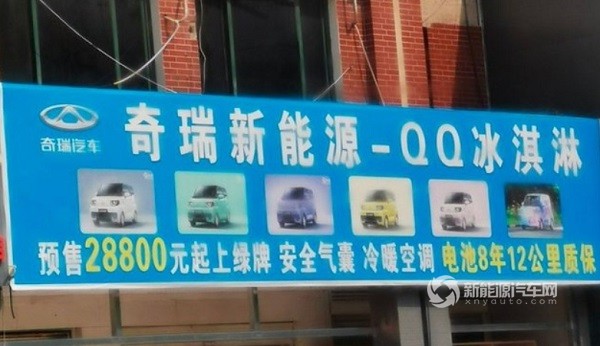 奇瑞汽车
奇瑞新能源-QQ冰淇淋
预售28800元起上绿牌 安全气囊 冷暖空调 电池8年12公里质保
新能源汽车网
xnyauto.com